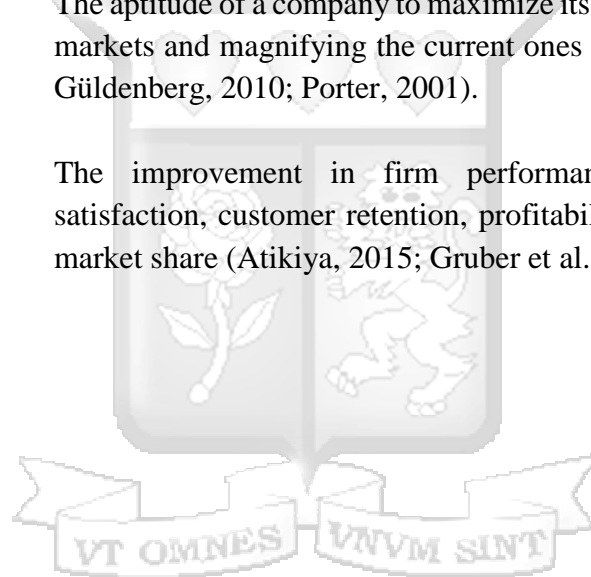 The aptitude of a company to maximize its
markets and magnifying the current ones
Güldenberg, 2010; Porter, 2001).
The improvement in firm performan
satisfaction, customer retention, profitabil
market share (Atikiya, 2015; Gruber et al.
VT OMNES VNVM SINT